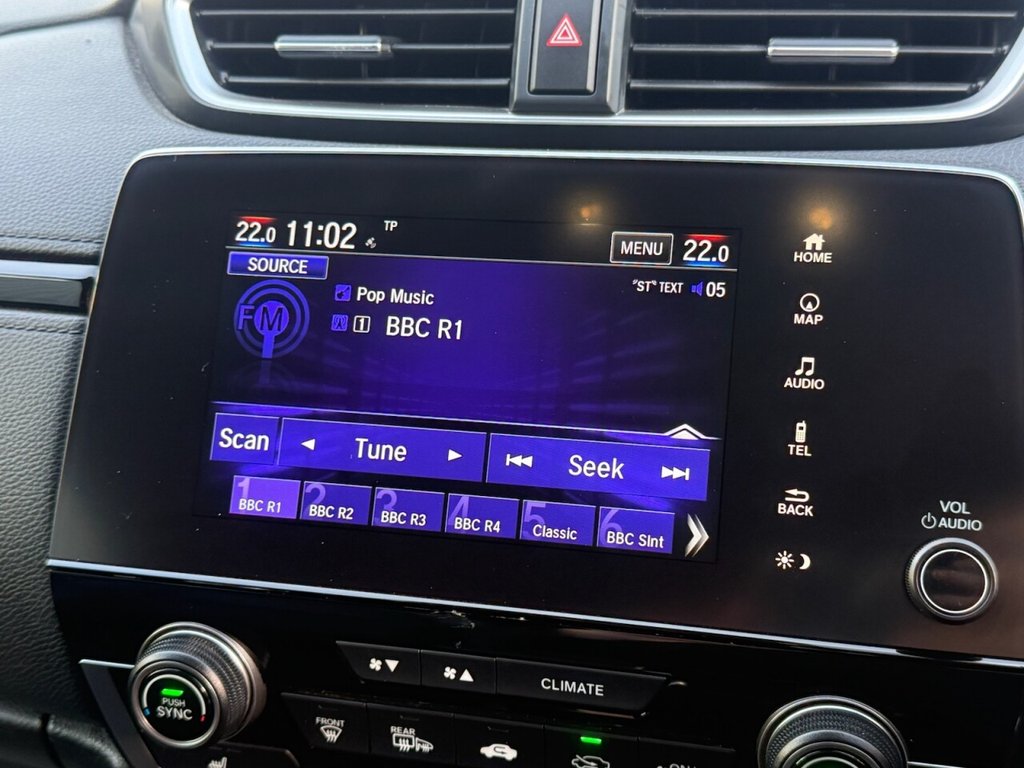 22.0 11:02 TP MENU 22.0
SOURCE
"ST" TEXT 05
FM
Pop Music
1 BBC R1
Scan Tune Seek
1 BBC R1 2 BBC R2 3 BBC R3 4 BBC R4 5 Classic 6 BBC Slnt
HOME
MAP
AUDIO
TEL
BACK
VOL
AUDIO
PUSH
SYNC
CLIMATE
FRONT
REAR